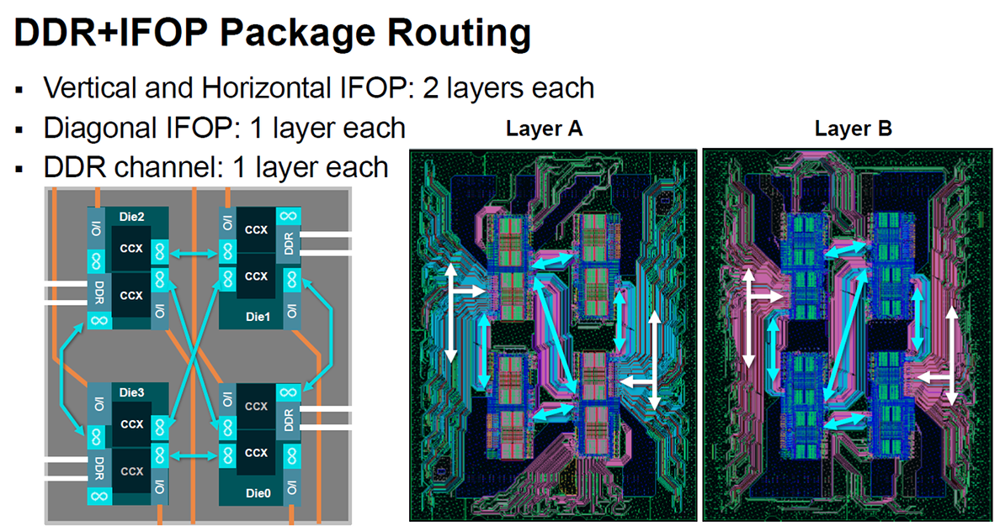 DDR+IFOP Package Routing
▪ Vertical and Horizontal IFOP: 2 layers each
▪ Diagonal IFOP: 1 layer each
▪ DDR channel: 1 layer each
Layer A
Layer B
Die2
I/O
CCX
∞
∞
∞
DDR
CCX
I/O
∞
I/O
CCX
∞
∞
DDR
∞
CCX
∞
Die1
I/O
Die3
I/O
CCX
∞
∞
∞
DDR
CCX
I/O
∞
I/O
CCX
∞
∞
DDR
∞
CCX
∞
Die0
I/O